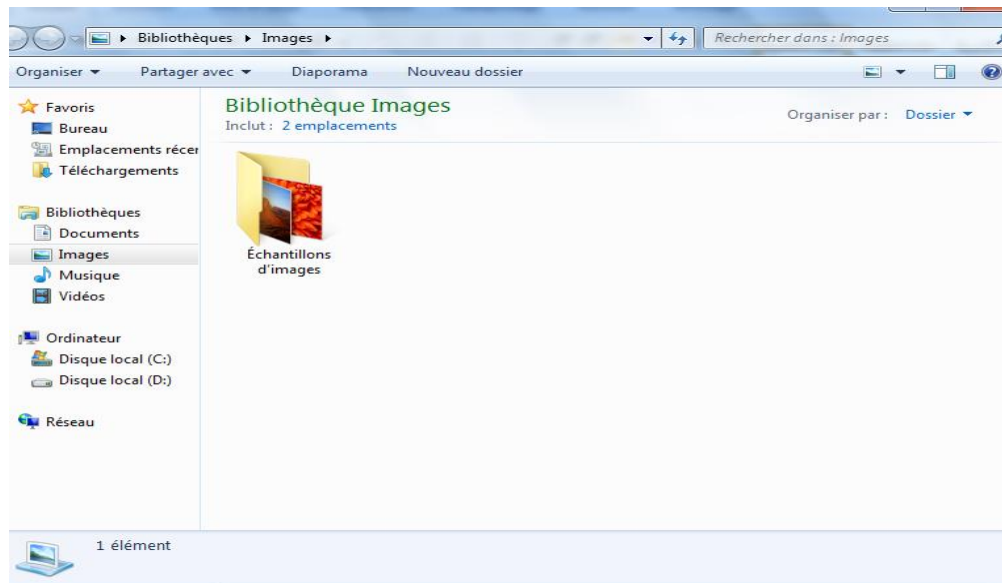 Bibliothèques Images
Rechercher dans : Images
Organiser Partager avec Diaporama Nouveau dossier
Favoris
Bureau
Emplacements récer
Téléchargements
Bibliothèques
Documents
Images
Musique
Vidéos
Ordinateur
Disque local (C:)
Disque local (D:)
Réseau
Bibliothèque Images
Inclut : 2 emplacements
Organiser par : Dossier
Échantillons
d'images
1 élément